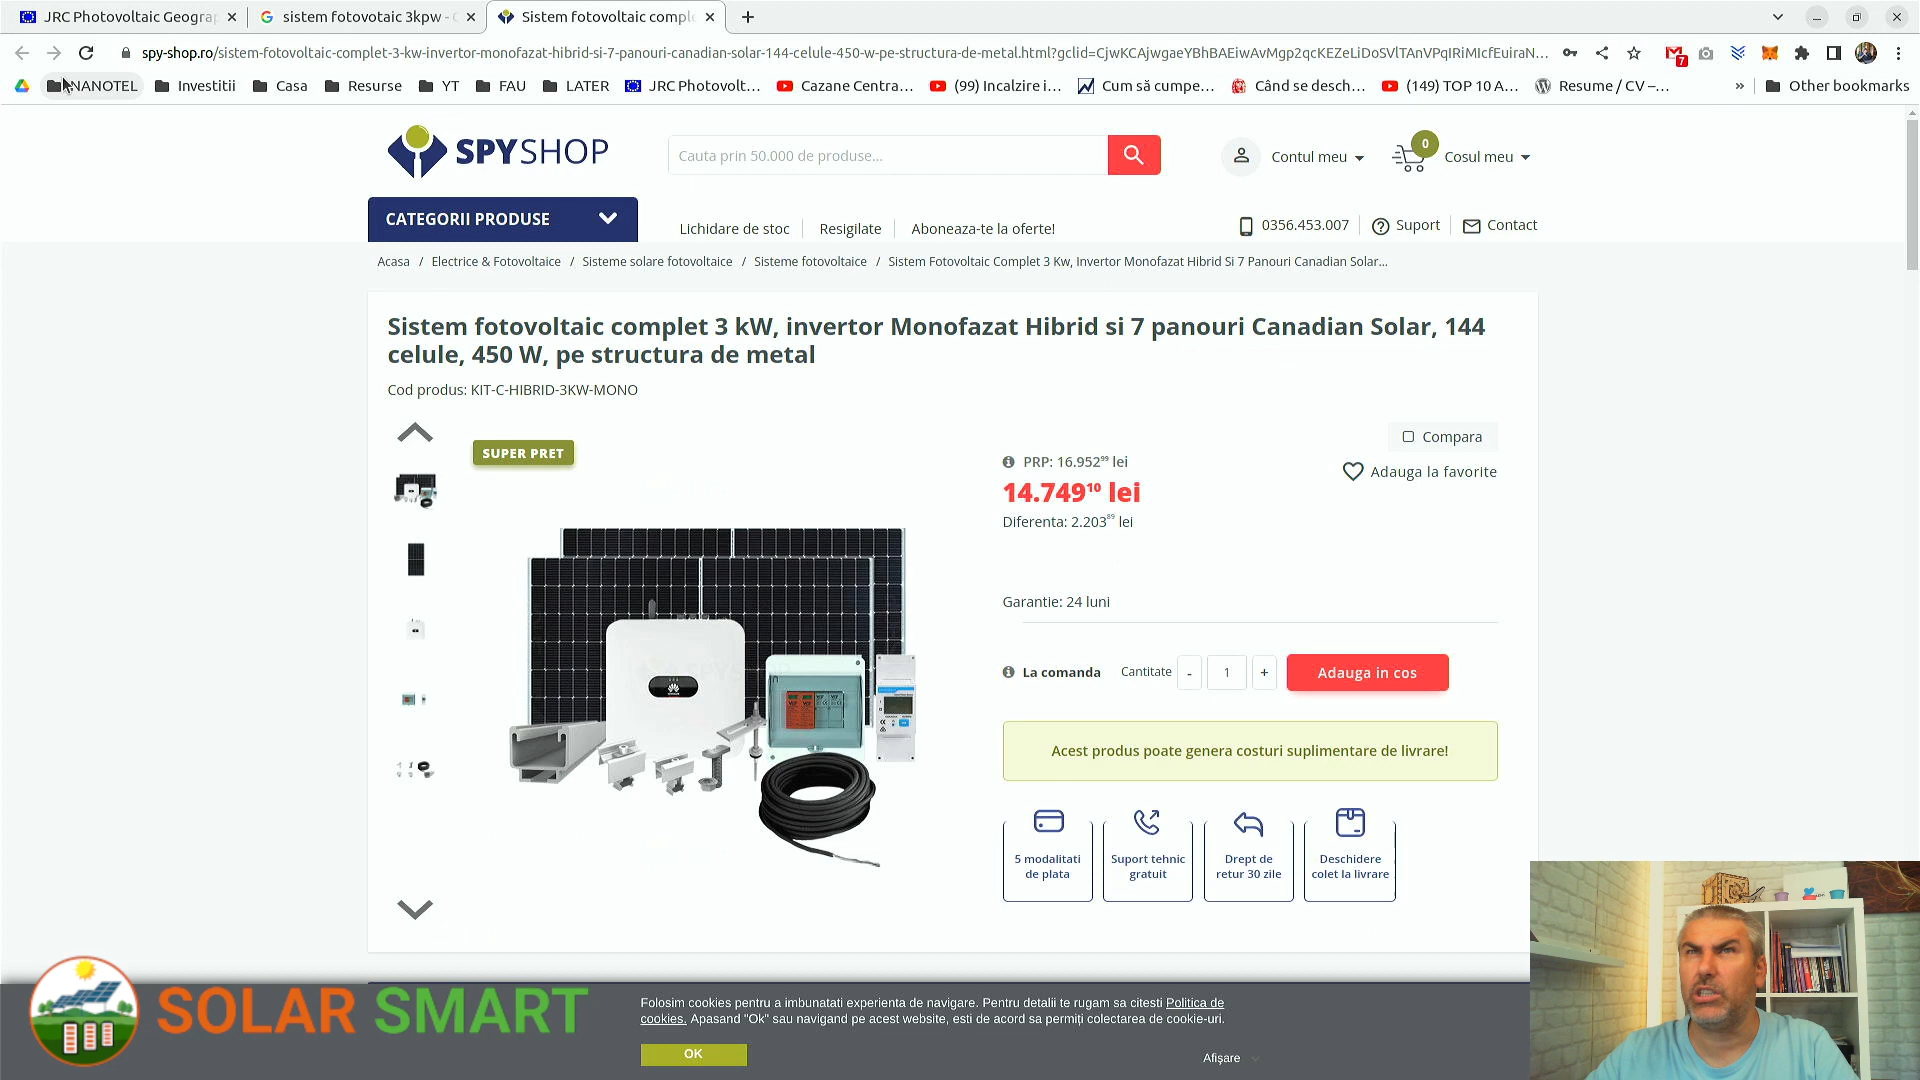 JRC Photovoltaic Geograp
sistem fotovotaic 3kpw - G
Sistem fotovoltaic comple
spy-shop.ro/sistem-fotovoltaic-complet-3-kw-invertor-monofazat-hibrid-si-7-panouri-canadian-solar-144-celule-450-w-pe-structura-de-metal.html?gclid=CjwKCAjwgaeYBhBAEiwAvMgp2qcKEZeLiDoSVlTAnVPqIRiMIcfEuiraN...
7
NANOTEL
Investitii
Casa
Resurse
YT
FAU
LATER
JRC Photovolt...
Cazane Centra...
(99) Incalzire i...
Cum să cumpe...
Când se desch...
(149) TOP 10 A...
Resume / CV –...
»
Other bookmarks
SPYSHOP
Cauta prin 50.000 de produse...
Contul meu
0
Cosul meu
CATEGORII PRODUSE
Lichidare de stoc
Resigilate
Aboneaza-te la oferte!
0356.453.007
Suport
Contact
Acasa / Electrice & Fotovoltaice / Sisteme solare fotovoltaice / Sisteme fotovoltaice / Sistem Fotovoltaic Complet 3 Kw, Invertor Monofazat Hibrid Si 7 Panouri Canadian Solar...
Sistem fotovoltaic complet 3 kW, invertor Monofazat Hibrid si 7 panouri Canadian Solar, 144
celule, 450 W, pe structura de metal
Cod produs: KIT-C-HIBRID-3KW-MONO
SUPER PRET
Compara
PRP: 16.952⁹⁹ lei
Adauga la favorite
14.749¹⁰ lei
Diferenta: 2.203⁸⁹ lei
Garantie: 24 luni
La comanda
Cantitate
-
1
+
Adauga in cos
Acest produs poate genera costuri suplimentare de livrare!
5 modalitati
de plata
Suport tehnic
gratuit
Drept de
retur 30 zile
Deschidere
colet la livrare
SOLAR SMART
Folosim cookies pentru a imbunatati experienta de navigare. Pentru detalii te rugam sa citesti Politica de
cookies. Apasand "Ok" sau navigand pe acest website, esti de acord sa permiți colectarea de cookie-uri.
OK
Afişare